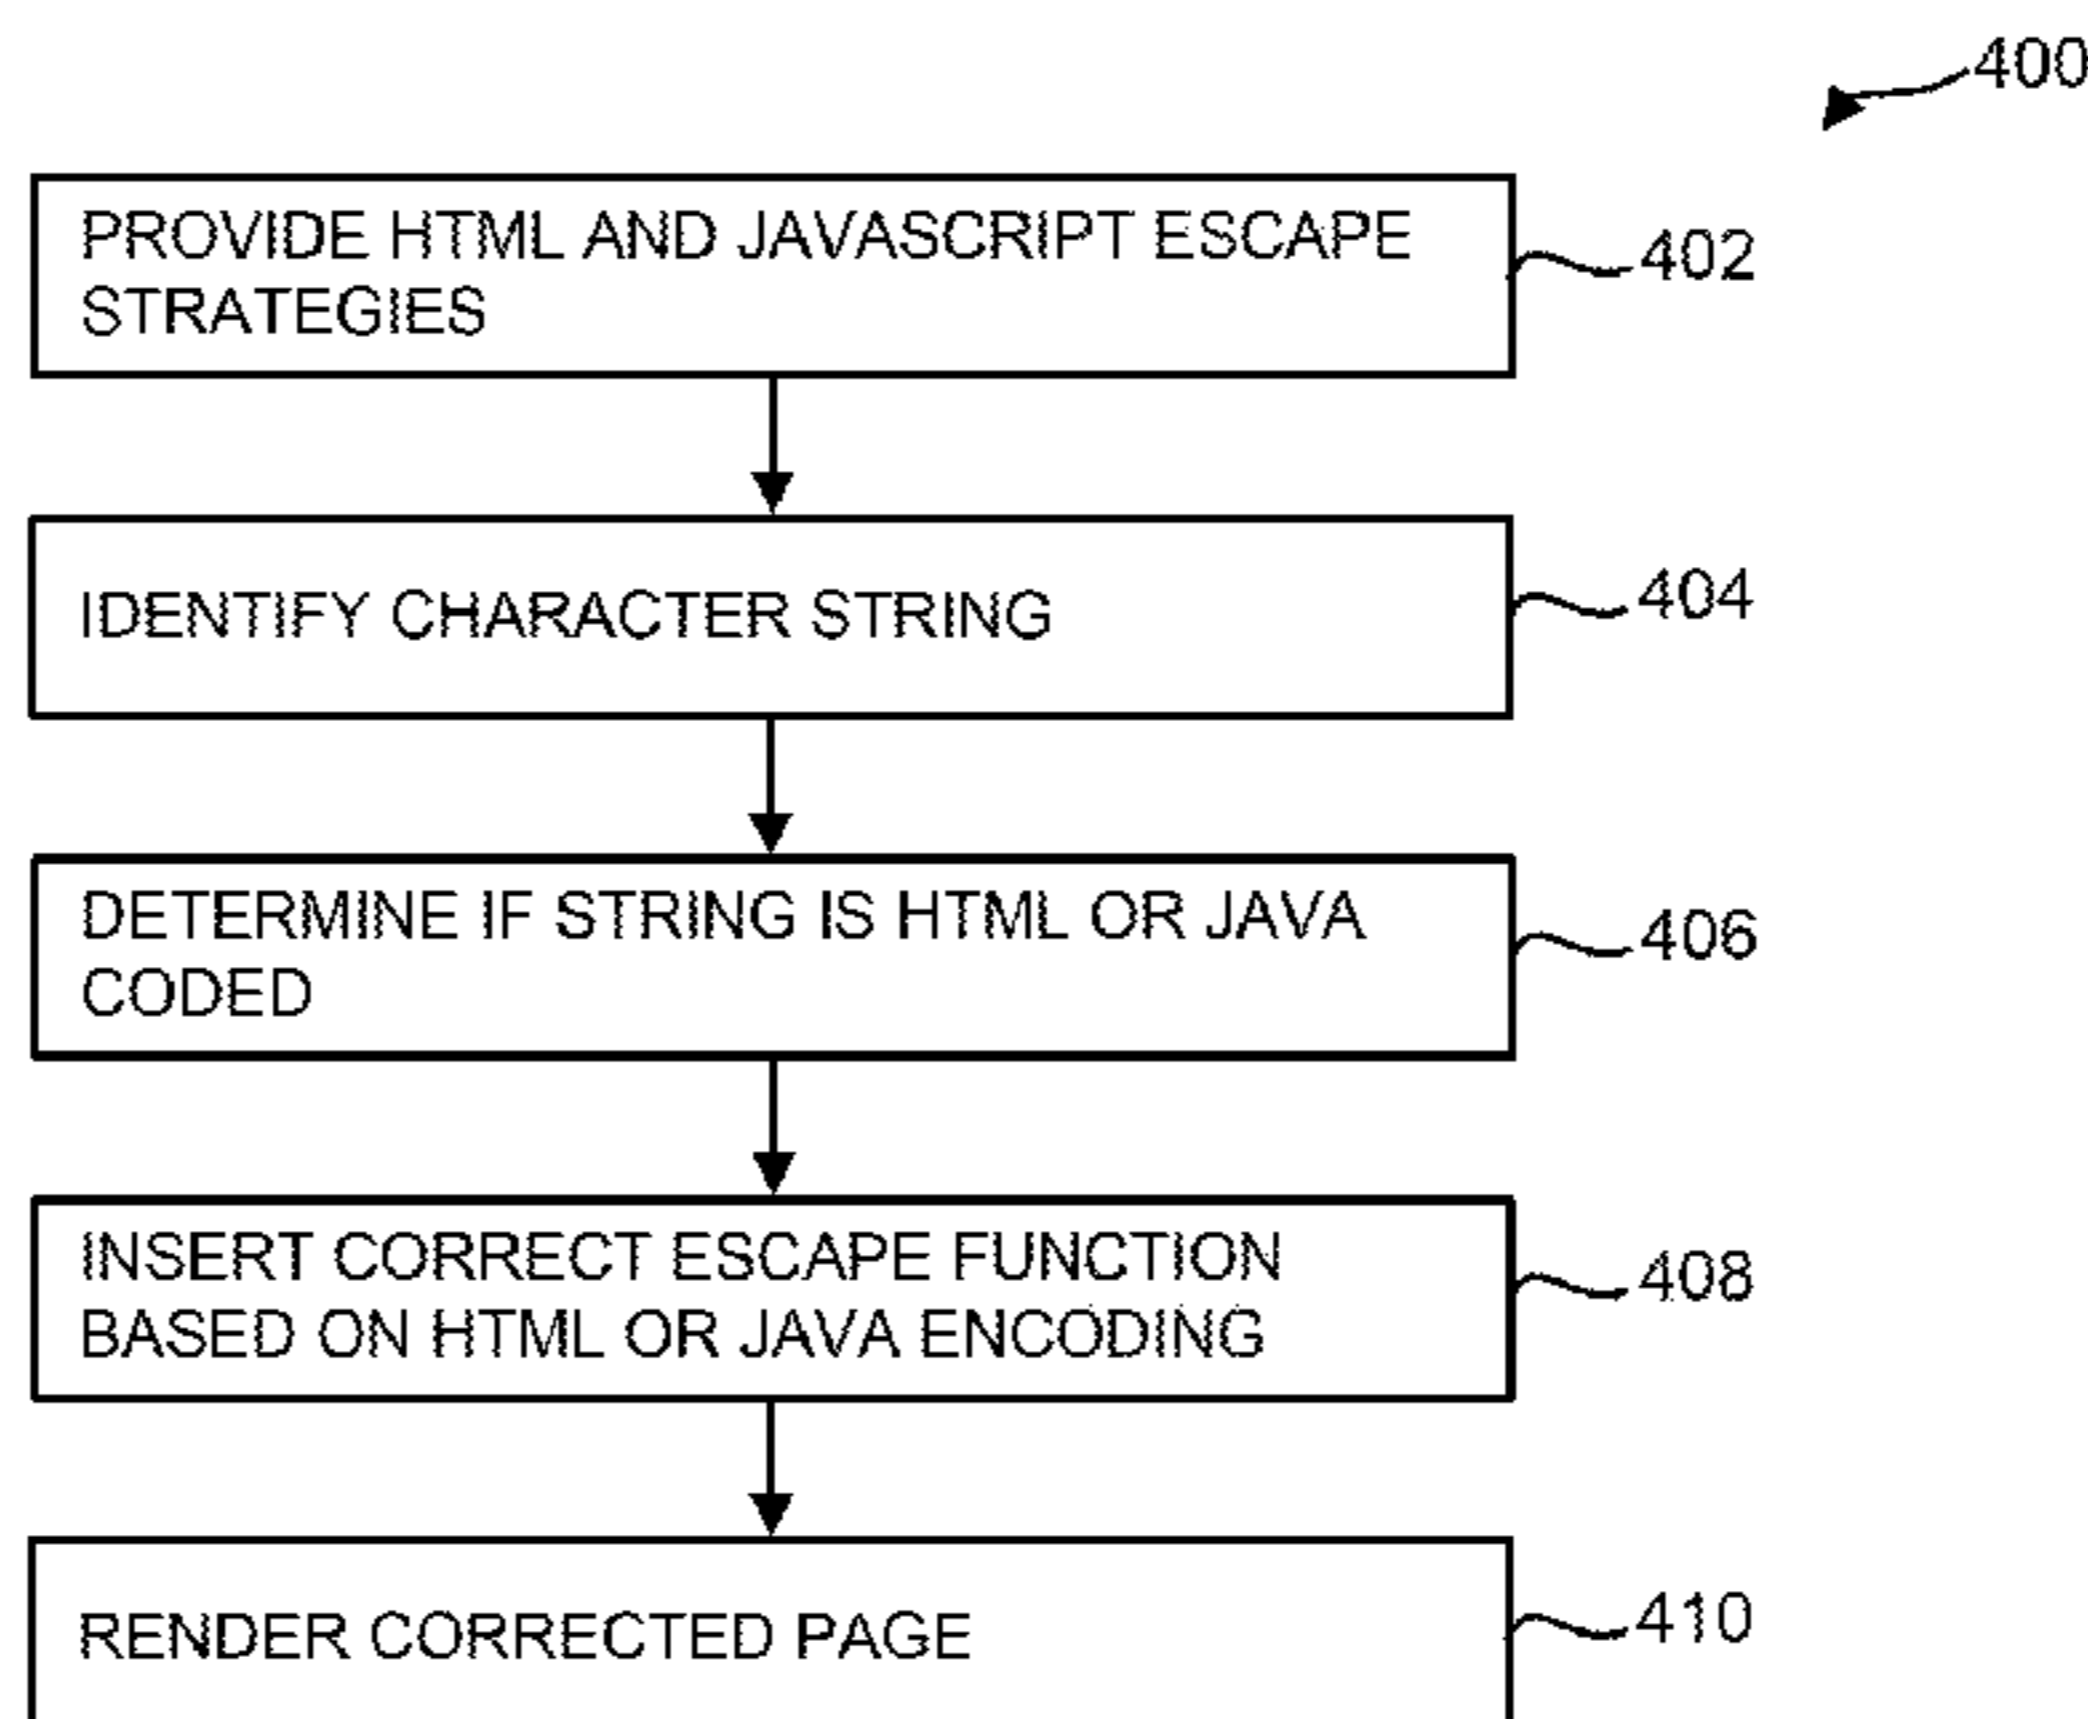 400
PROVIDE HTML AND JAVASCRIPT ESCAPE
STRATEGIES
402
IDENTIFY CHARACTER STRING
404
DETERMINE IF STRING IS HTML OR JAVA
CODED
406
INSERT CORRECT ESCAPE FUNCTION
BASED ON HTML OR JAVA ENCODING
408
RENDER CORRECTED PAGE
410